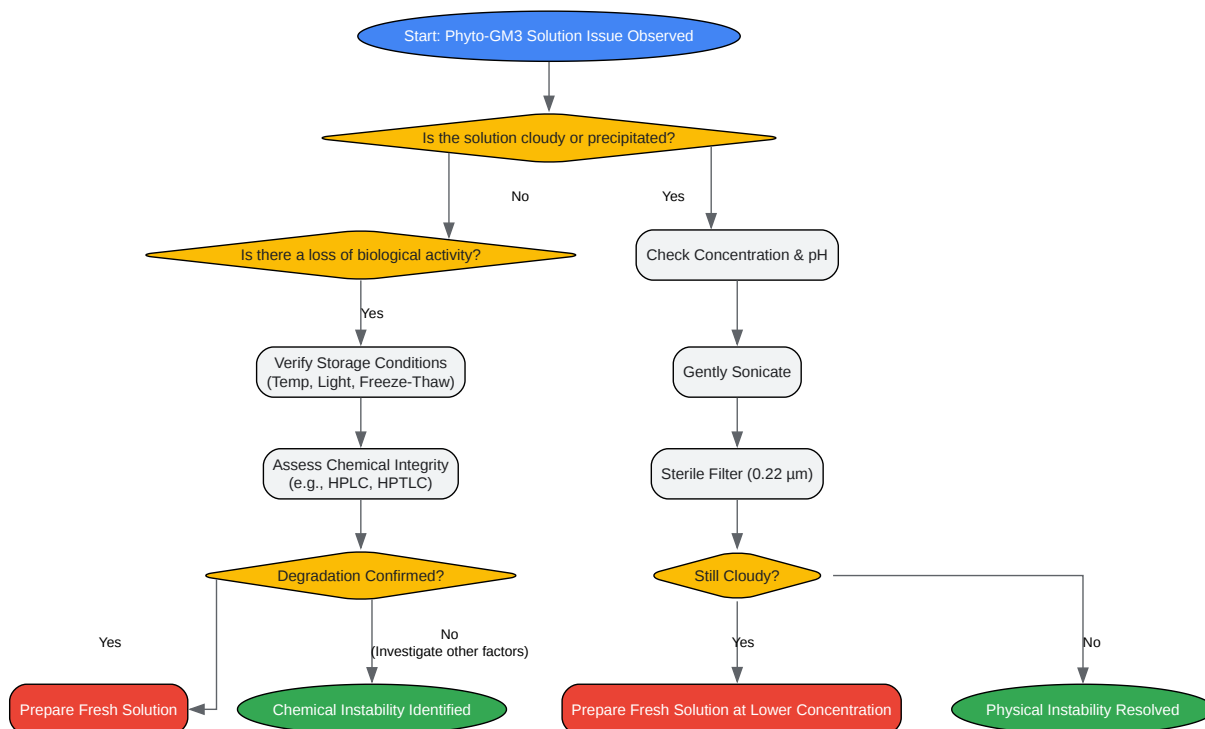 Start: Phyto-GM3 Solution Issue Observed
Is the solution cloudy or precipitated?
No
Yes
Is there a loss of biological activity?
Check Concentration & pH
Yes
Verify Storage Conditions
(Temp, Light, Freeze-Thaw)
Gently Sonicate
Assess Chemical Integrity
(e.g., HPLC, HPTLC)
Sterile Filter (0.22 µm)
Degradation Confirmed?
Still Cloudy?
Yes
No
(Investigate other factors)
Yes
No
Prepare Fresh Solution
Chemical Instability Identified
Prepare Fresh Solution at Lower Concentration
Physical Instability Resolved